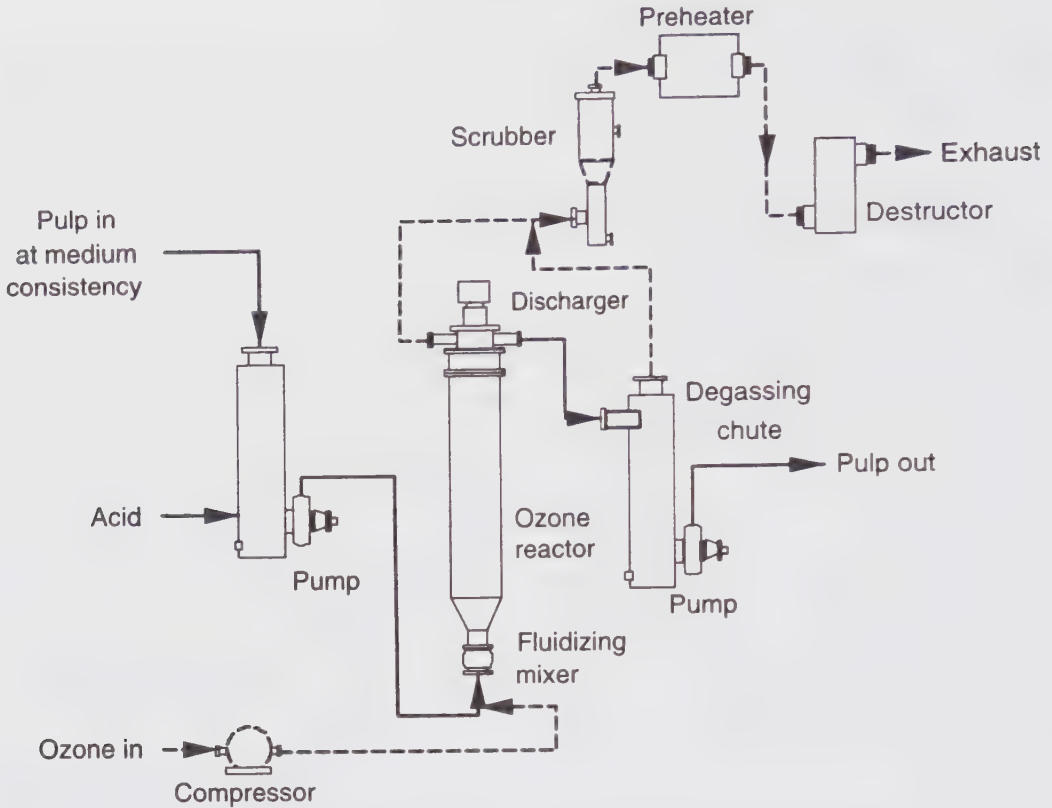 Preheater
Scrubber
Exhaust
Destructor
Pulp in
at medium
consistency
Discharger
Degassing
chute
Pulp out
Acid
Ozone
reactor
Pump
Pump
Fluidizing
mixer
Ozone in
Compressor